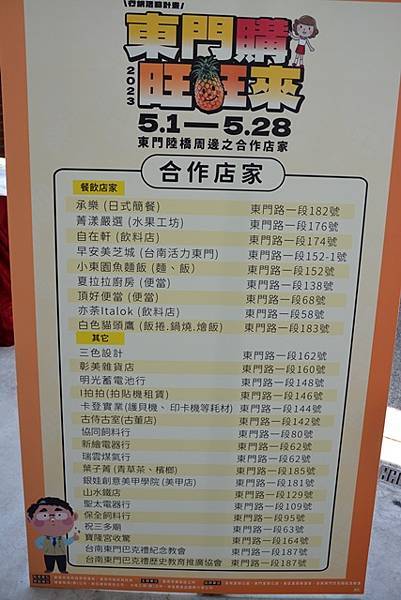 行銷活動計畫
東門購
2023
旺旺來
5.1—5.28
東門陸橋周邊之合作店家
合作店家
餐飲店家
承樂 (日式簡餐) 東門路一段182號
菁漾嚴選 (水果工坊) 東門路一段176號
自在軒 (飲料店) 東門路一段174號
早安美芝城 (台南活力東門) 東門路一段152-1號
小東園魚麵飯 (麵、飯) 東門路一段152號
夏拉拉廚房 (便當) 東門路一段138號
頂好便當 (便當) 東門路一段68號
亦茶Italok (飲料店) 東門路一段58號
白色貓頭鷹 (飯捲.鍋燒.燴飯) 東門路一段183號
其它
三色設計 東門路一段162號
彰美雜貨店 東門路一段160號
明光蓄電池行 東門路一段148號
I拍拍(拍貼機租賃) 東門路一段146號
卡登實業(護貝機、印卡機等耗材) 東門路一段144號
古侍古室(古董店) 東門路一段142號
協同飼料行 東門路一段80號
新繪電器行 東門路一段62號
瑞雲煤氣行 東門路一段62號
葉子菁 (青草茶、檳榔) 東門路一段185號
銀娃創意美甲學院 (美甲店) 東門路一段181號
山水鐵店 東門路一段129號
聖太電器行 東門路一段109號
保全飼料行 東門路一段95號
祝三多廟 東門路一段63號
寶隆宮收驚 東門路一段164號
台南東門巴克禮紀念教會 東門路一段187號
台南東門巴克禮歷史教育推廣協會 東門路一段187號